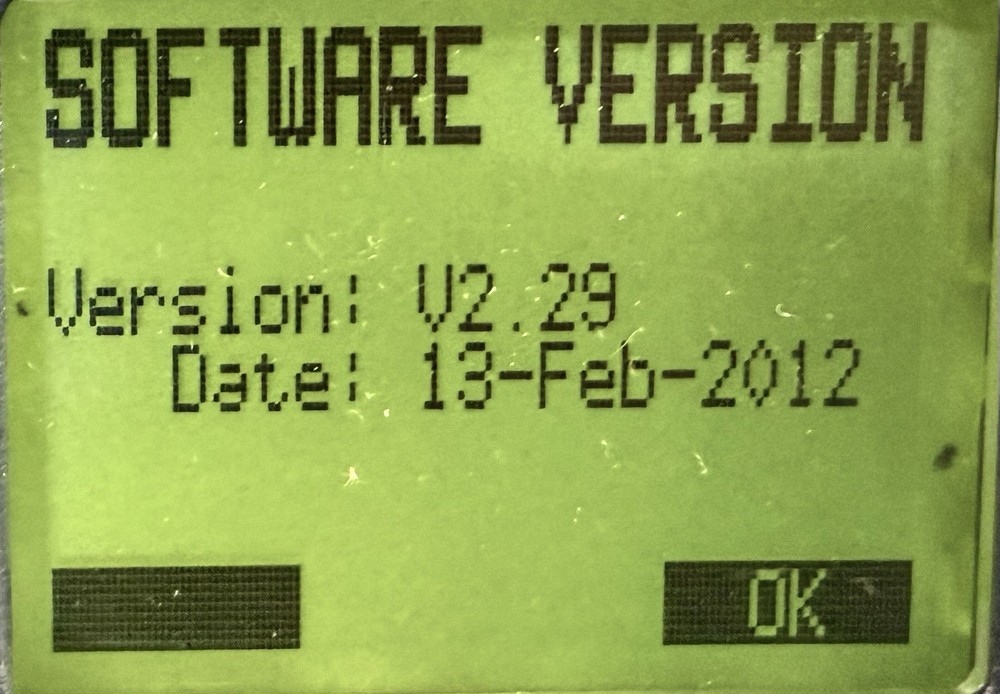 SOFTWARE VERSION
Version: V2.29
Date: 13-Feb-2012
OK